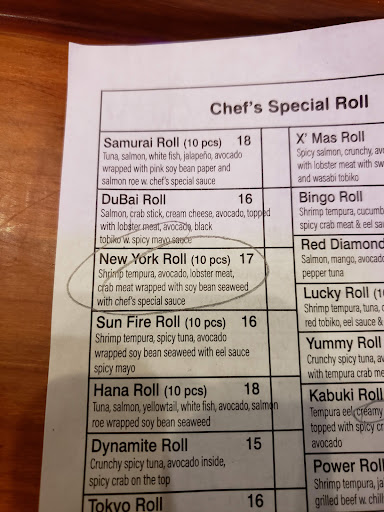 Chef's Special Roll
Samurai Roll (10 pcs) 18
Tuna, salmon, white fish, jalapeño, avocado
wrapped with pink soy bean paper and
salmon roe w. chef's special sauce
DuBai Roll 16
Salmon, crab stick, cream cheese, avocado, topped
with lobster meat, avocado, black
tobiko w. spicy mayo sauce
New York Roll (10 pcs) 17
Shrimp tempura, avocado, lobster meat,
crab meat wrapped with soy bean seaweed
with chef's special sauce
Sun Fire Roll (10 pcs) 16
Shrimp tempura, spicy tuna, avocado
wrapped soy bean seaweed with eel sauce
spicy mayo
Hana Roll (10 pcs) 18
Tuna, salmon, yellowtail, white fish, avocado, salmon
roe wrapped soy bean seaweed
Dynamite Roll 15
Crunchy spicy tuna, avocado inside,
spicy crab on the top
Tokyo Roll 16
X' Mas Roll
Spicy salmon, crunchy,
with lobster meat with
and wasabi tobiko
Bingo Roll
Shrimp tempura,
spicy crab meat & eel
Red Diamond
Salmon, mango,
pepper tuna
Lucky Roll
Shrimp tempura,
red tobiko, eel sauce &
Yummy Roll
Crunchy spicy tuna,
with tempura crab
Kabuki Roll
Tempura eel, creamy
topped with spicy
avocado
Power Roll
Shrimp tempura,
grilled beef w.